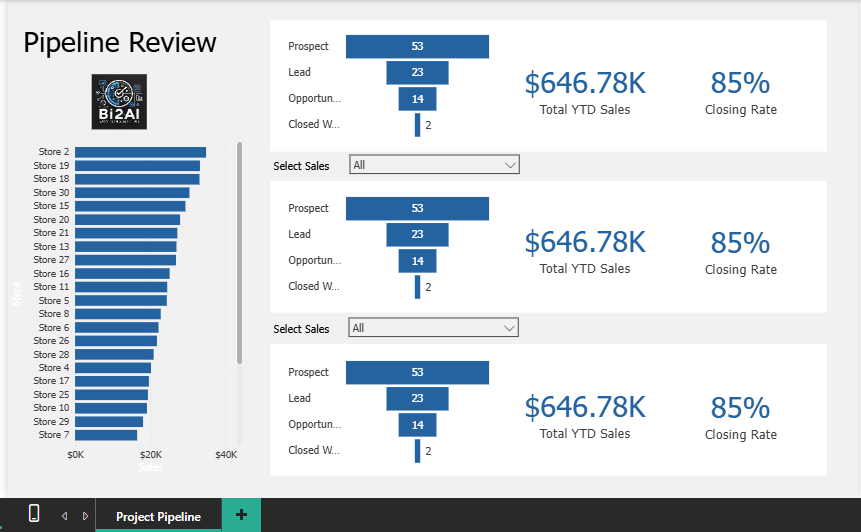 Pipeline Review
Bi2AI
Store 2
Store 19
Store 18
Store 30
Store 15
Store 20
Store 21
Store 13
Store 27
Store 16
Store 11
Store 5
Store 8
Store 6
Store 26
Store 28
Store 4
Store 17
Store 25
Store 10
Store 29
Store 7
Store
$0K $20K $40K
Sales
Prospect 53
Lead 23
Opportun... 14
Closed W... 2
$646.78K
Total YTD Sales
85%
Closing Rate
Select Sales All
Prospect 53
Lead 23
Opportun... 14
Closed W... 2
$646.78K
Total YTD Sales
85%
Closing Rate
Select Sales All
Prospect 53
Lead 23
Opportun... 14
Closed W... 2
$646.78K
Total YTD Sales
85%
Closing Rate
Project Pipeline +